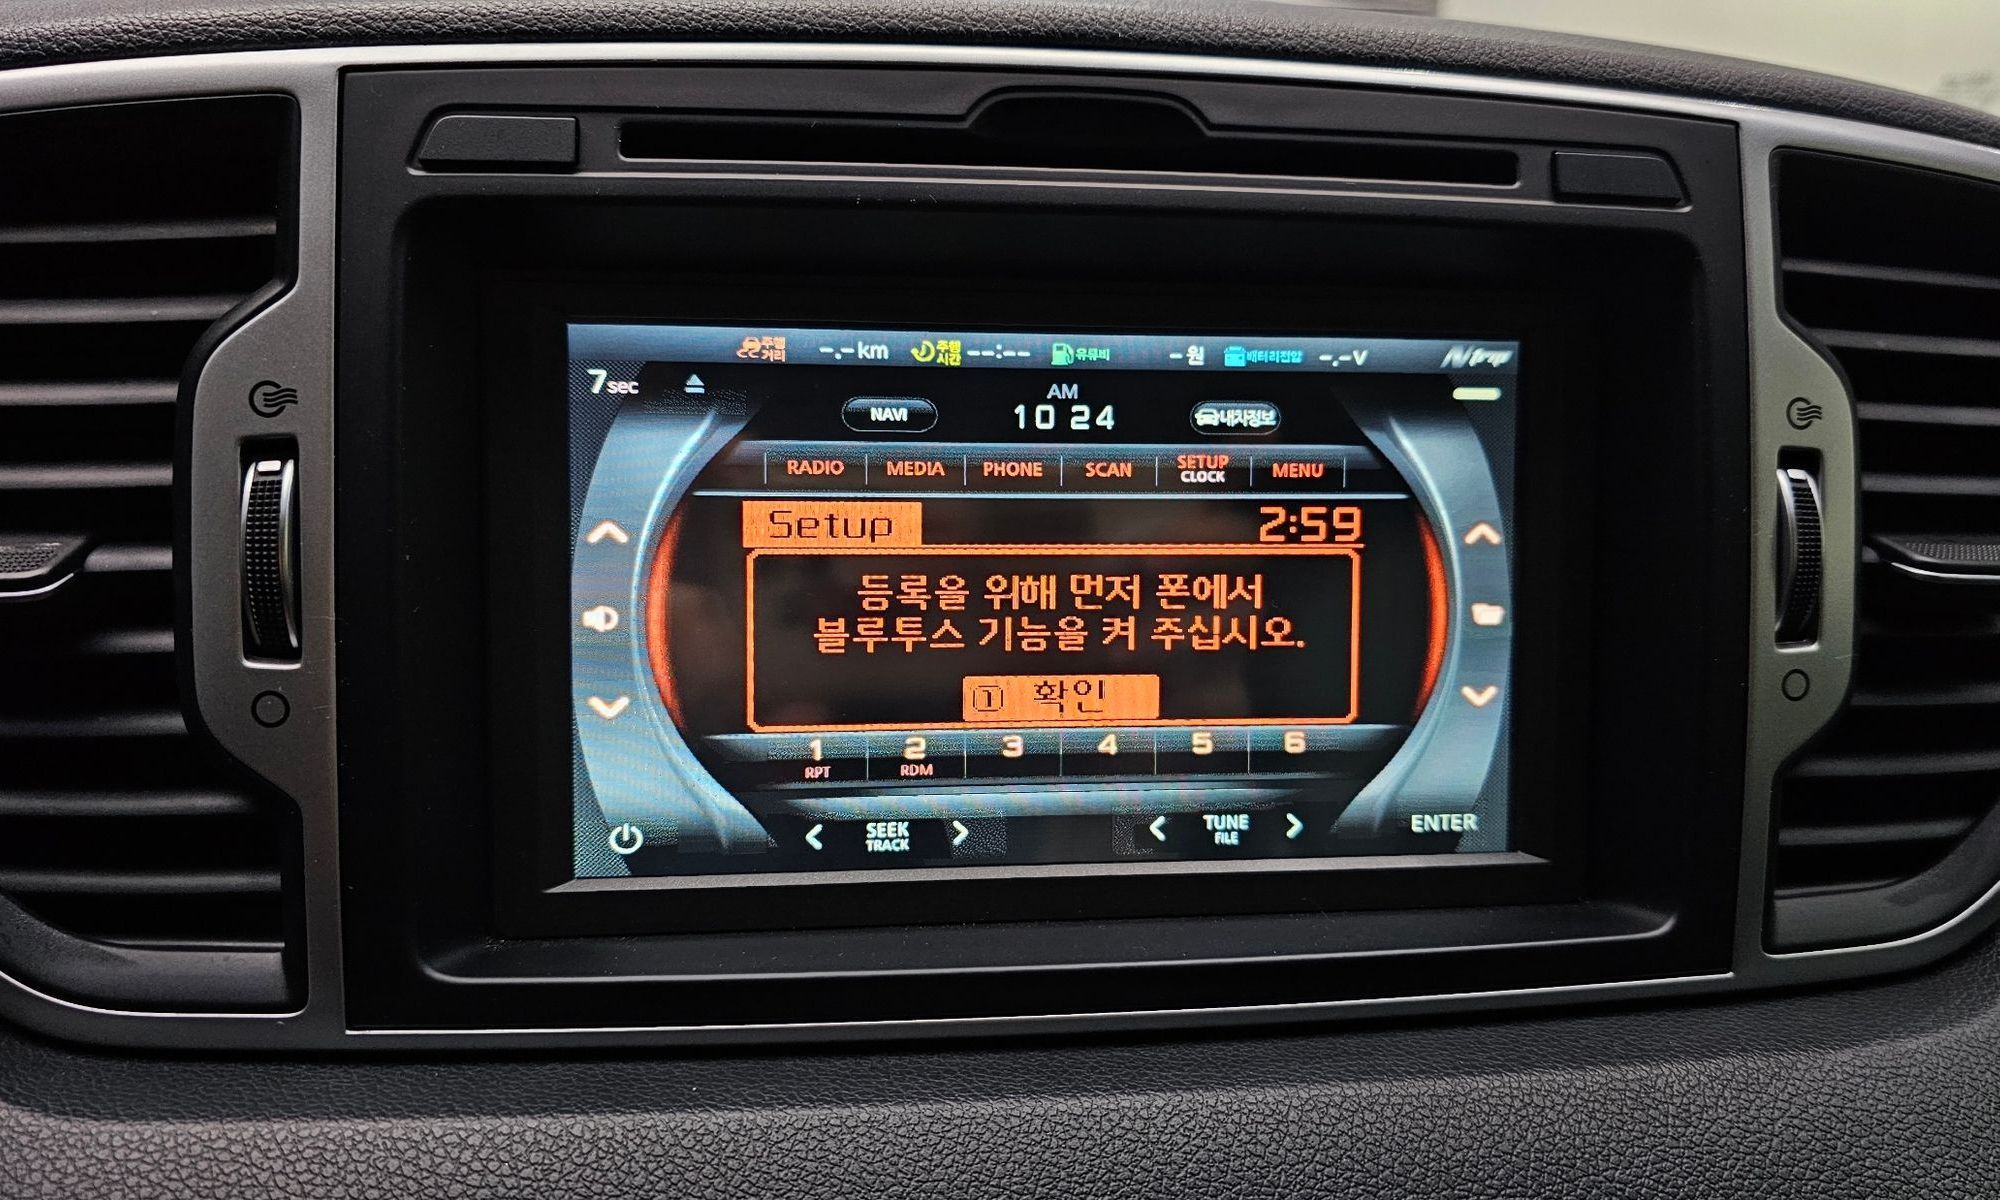 주행
거리 -.-km 주행
시간 --:-- 유류비 -원 배터리전압 -.-V Ntrip
7sec
AM
NAVI 10 24 내차정보
RADIO MEDIA PHONE SCAN SETUP
CLOCK MENU
Setup 2:59
등록을 위해 먼저 폰에서
블루투스 기능을 켜 주십시오.
① 확인
1 2 3 4 5 6
RPT RDM
SEEK
TRACK
TUNE
FILE
ENTER